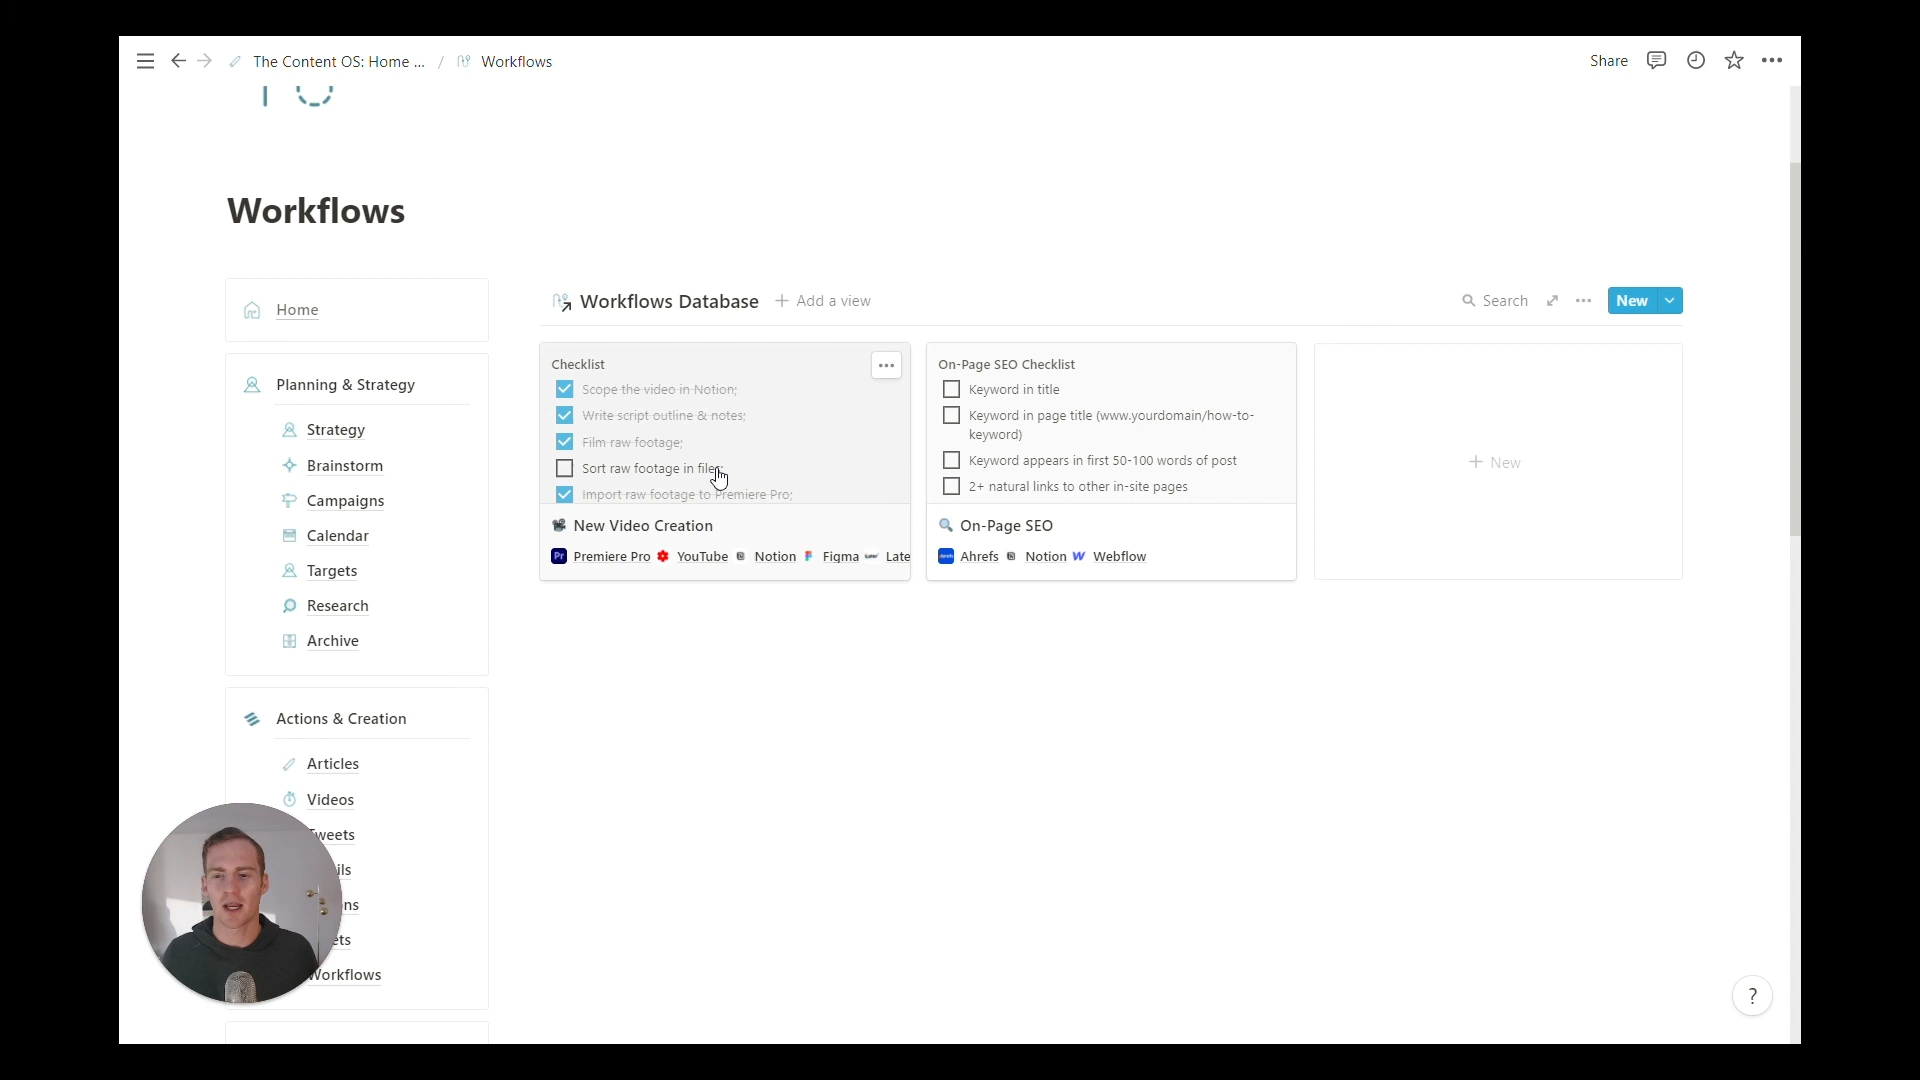 The Content OS: Home ... / Workflows
Share
Workflows
Home
Planning & Strategy
Strategy
Brainstorm
Campaigns
Calendar
Targets
Research
Archive
Actions & Creation
Articles
Videos
Tweets
ils
ns
ets
Workflows
Workflows Database
Add a view
Search
New
Checklist
Scope the video in Notion;
Write script outline & notes;
Film raw footage;
Sort raw footage in files;
Import raw footage to Premiere Pro;
New Video Creation
Pr Premiere Pro YouTube Notion Figma Late
On-Page SEO Checklist
Keyword in title
Keyword in page title (www.yourdomain/how-to-
keyword)
Keyword appears in first 50-100 words of post
2+ natural links to other in-site pages
On-Page SEO
Ahrefs Notion Webflow
+ New
?